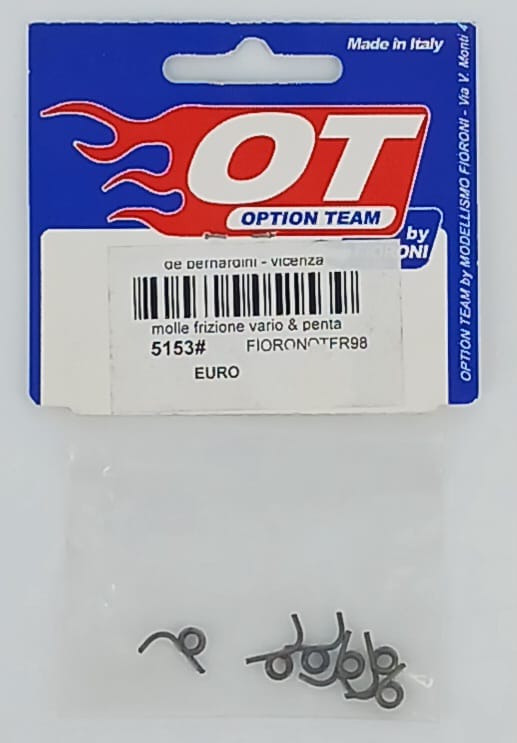 Made in Italy
OT
OPTION TEAM
by
de bernardini - vicenza
molle frizione vario & penta
5153# FIORONOTFR98
EURO
OPTION TEAM by MODELLISMO FIORONI - Via V. Monti 4